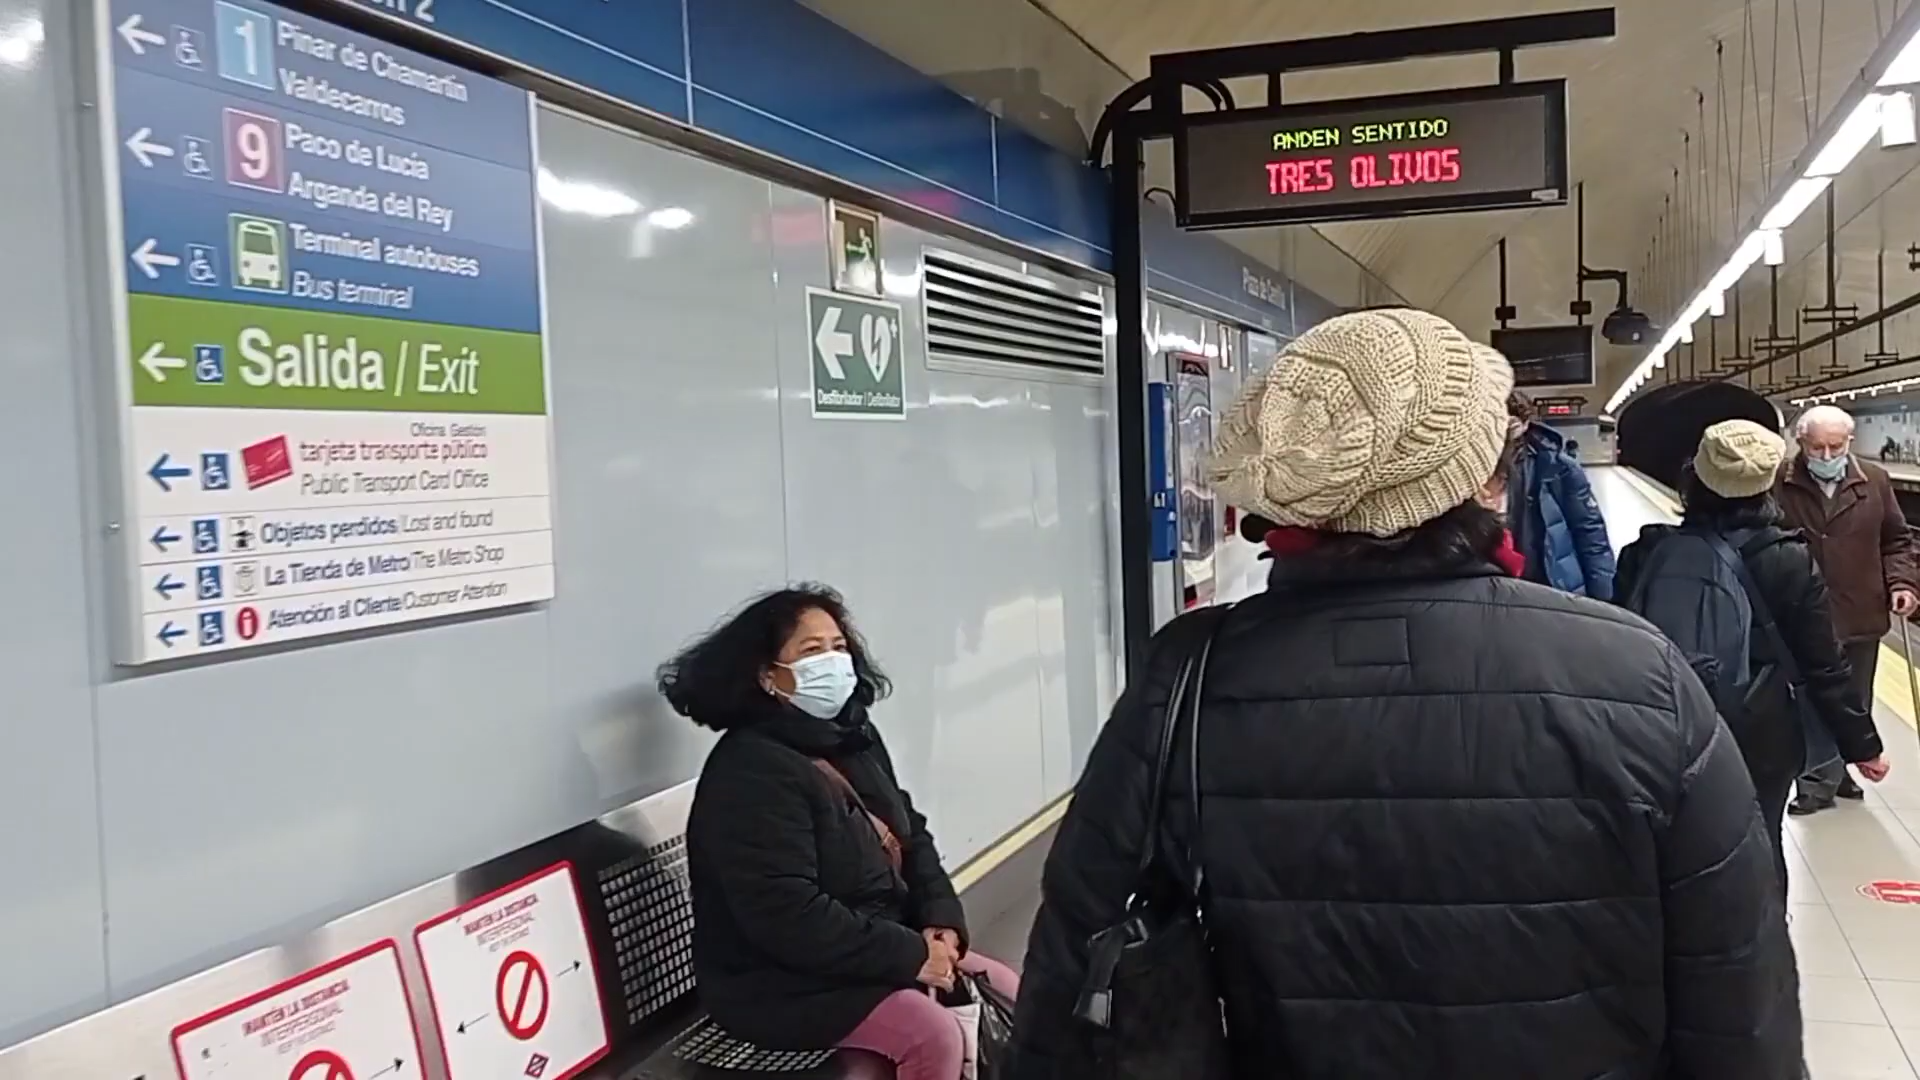 1
Pinar de Chamartín
Valdecarros
9
Paco de Lucía
Arganda del Rey
Terminal autobuses
Bus terminal
Salida / Exit
Oficina Gestión
tarjeta transporte público
Public Transport Card Office
Objetos perdidos/Lost and found
La Tienda de Metro/The Metro Shop
Atención al Cliente/Customer Attention
Desfibrilador / Defibrillator
ANDEN SENTIDO
TRES OLIVOS
Plaza de Castilla
MANTÉN LA DISTANCIA
INTERPERSONAL
MANTÉN LA DISTANCIA
INTERPERSONAL